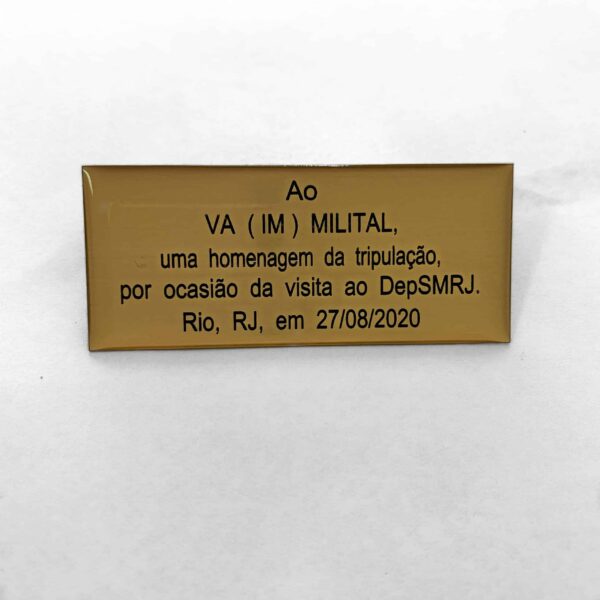 Ao
VA ( IM ) MILITAL,
uma homenagem da tripulação,
por ocasião da visita ao DepSMRJ.
Rio, RJ, em 27/08/2020